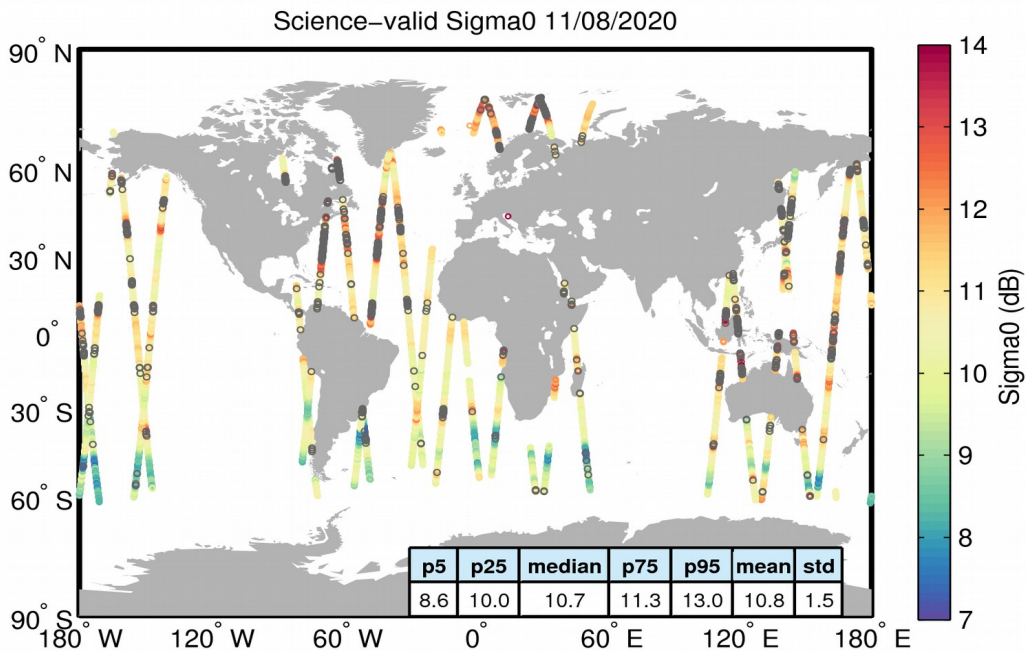 Science−valid Sigma0 11/08/2020
90° N
60° N
30° N
0°
30° S
60° S
90° S
180° W
120° W
60° W
0°
60° E
120° E
180° E
p5 p25 median p75 p95 mean std
8.6 10.0 10.7 11.3 13.0 10.8 1.5
14
13
12
11
10
9
8
7
Sigma0 (dB)